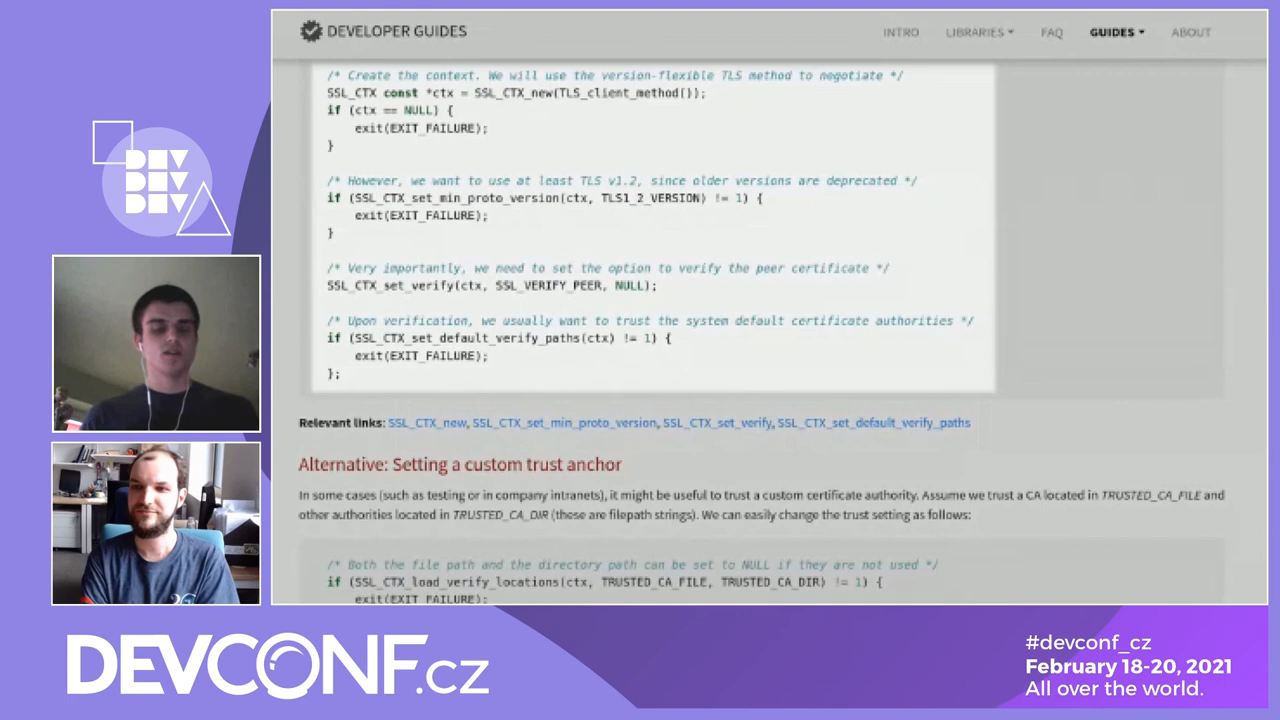 DEVELOPER GUIDES
INTRO LIBRARIES FAQ GUIDES ABOUT
/* Create the context. We will use the version-flexible TLS method to negotiate */
SSL_CTX const *ctx = SSL_CTX_new(TLS_client_method());
if (ctx == NULL) {
exit(EXIT_FAILURE);
}
/* However, we want to use at least TLS v1.2, since older versions are deprecated */
if (SSL_CTX_set_min_proto_version(ctx, TLS1_2_VERSION) != 1) {
exit(EXIT_FAILURE);
}
/* Very importantly, we need to set the option to verify the peer certificate */
SSL_CTX_set_verify(ctx, SSL_VERIFY_PEER, NULL);
/* Upon verification, we usually want to trust the system default certificate authorities */
if (SSL_CTX_set_default_verify_paths(ctx) != 1) {
exit(EXIT_FAILURE);
};
Relevant links: SSL_CTX_new, SSL_CTX_set_min_proto_version, SSL_CTX_set_verify, SSL_CTX_set_default_verify_paths
Alternative: Setting a custom trust anchor
In some cases (such as testing or in company intranets), it might be useful to trust a custom certificate authority. Assume we trust a CA located in TRUSTED_CA_FILE and
other authorities located in TRUSTED_CA_DIR (these are filepath strings). We can easily change the trust setting as follows:
/* Both the file path and the directory path can be set to NULL if they are not used */
if (SSL_CTX_load_verify_locations(ctx, TRUSTED_CA_FILE, TRUSTED_CA_DIR) != 1) {
exit(EXIT_FAILURE);
DEV
DEV
DEV
DEVCONF.cz
#devconf_cz
February 18-20, 2021
All over the world.